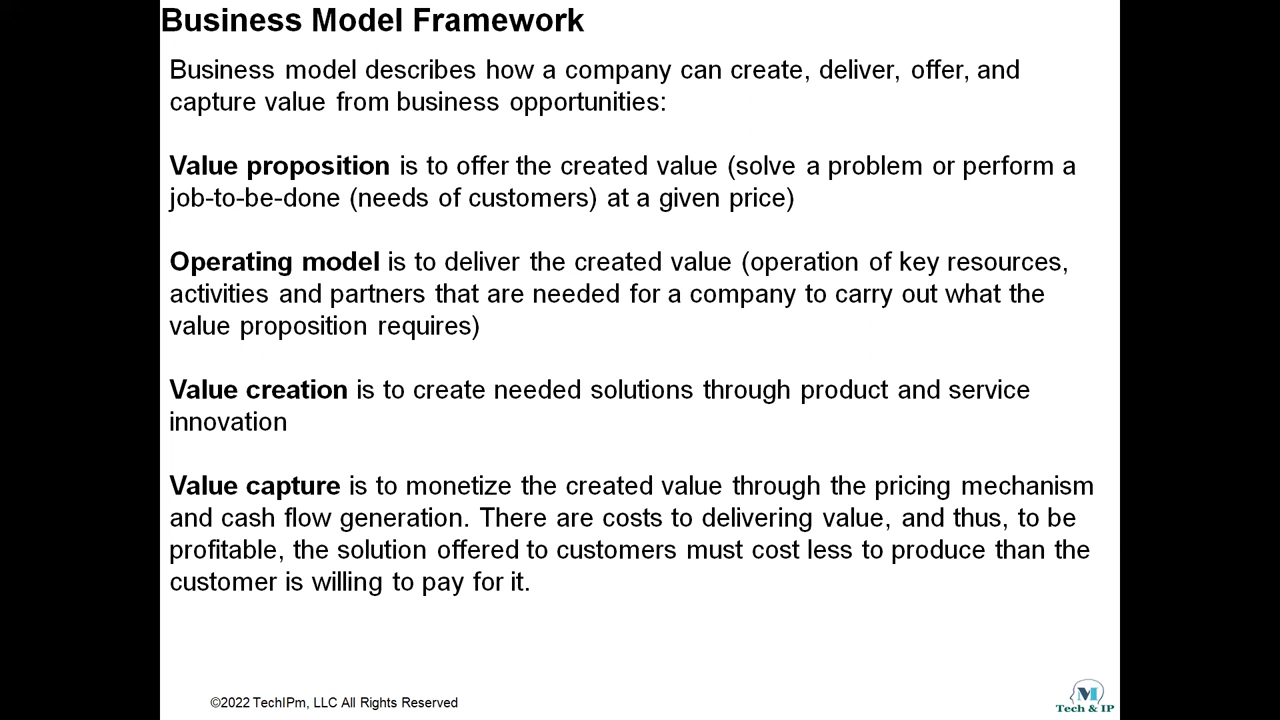 Business Model Framework
Business model describes how a company can create, deliver, offer, and
capture value from business opportunities:
Value proposition is to offer the created value (solve a problem or perform a
job-to-be-done (needs of customers) at a given price)
Operating model is to deliver the created value (operation of key resources,
activities and partners that are needed for a company to carry out what the
value proposition requires)
Value creation is to create needed solutions through product and service
innovation
Value capture is to monetize the created value through the pricing mechanism
and cash flow generation. There are costs to delivering value, and thus, to be
profitable, the solution offered to customers must cost less to produce than the
customer is willing to pay for it.
©2022 TechIPm, LLC All Rights Reserved
M
Tech & IP